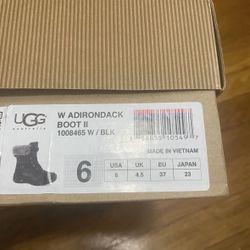 UGG
australia
W ADIRONDACK
BOOT II
1008465 W / BLK
MADE IN VIETNAM
6
USA UK EU JAPAN
6 4.5 37 23